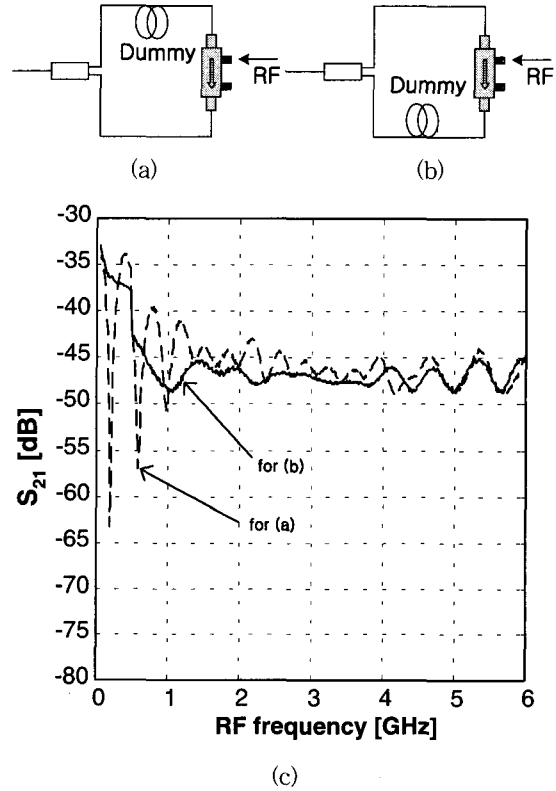 Dummy
RF
(a)
Dummy
RF
(b)
S21 [dB]
-30
-35
-40
-45
-50
-55
-60
-65
-70
-75
-80
for (b)
for (a)
0 1 2 3 4 5 6
RF frequency [GHz]
(c)